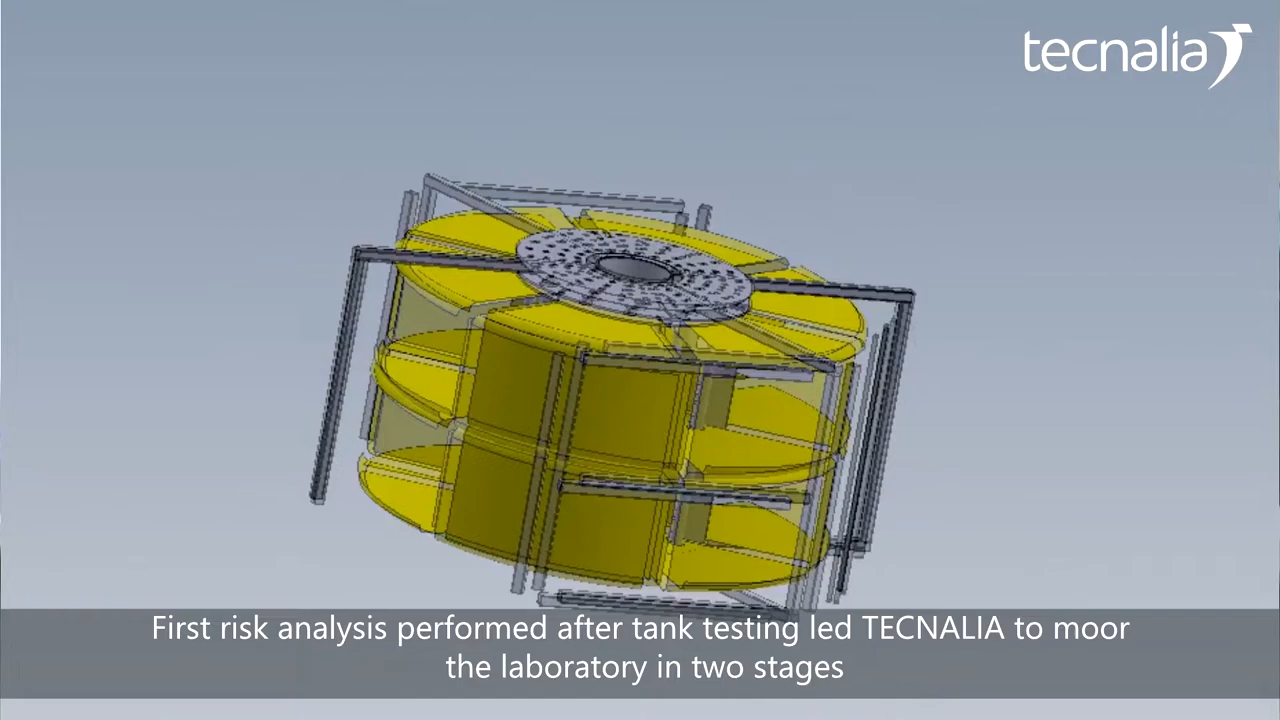 tecnalia
First risk analysis performed after tank testing led TECNALIA to moor
the laboratory in two stages